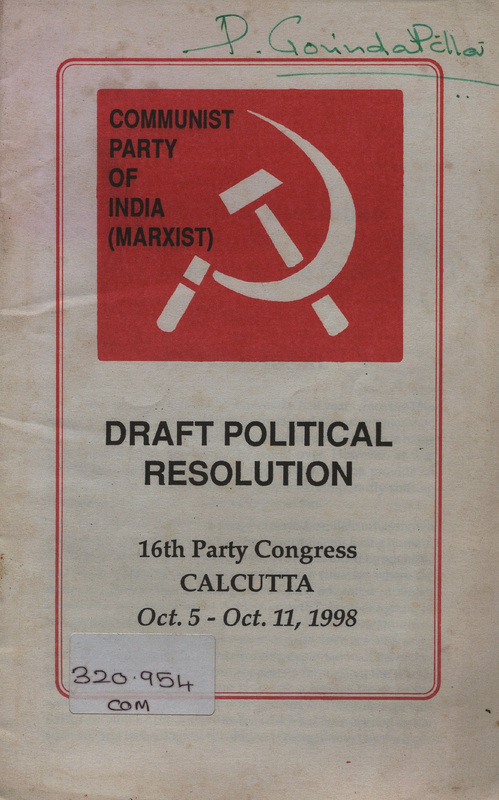 P. Govinda Pillai
COMMUNIST
PARTY
OF
INDIA
(MARXIST)
DRAFT POLITICAL
RESOLUTION
16th Party Congress
CALCUTTA
Oct. 5 - Oct. 11, 1998
320.954
COM